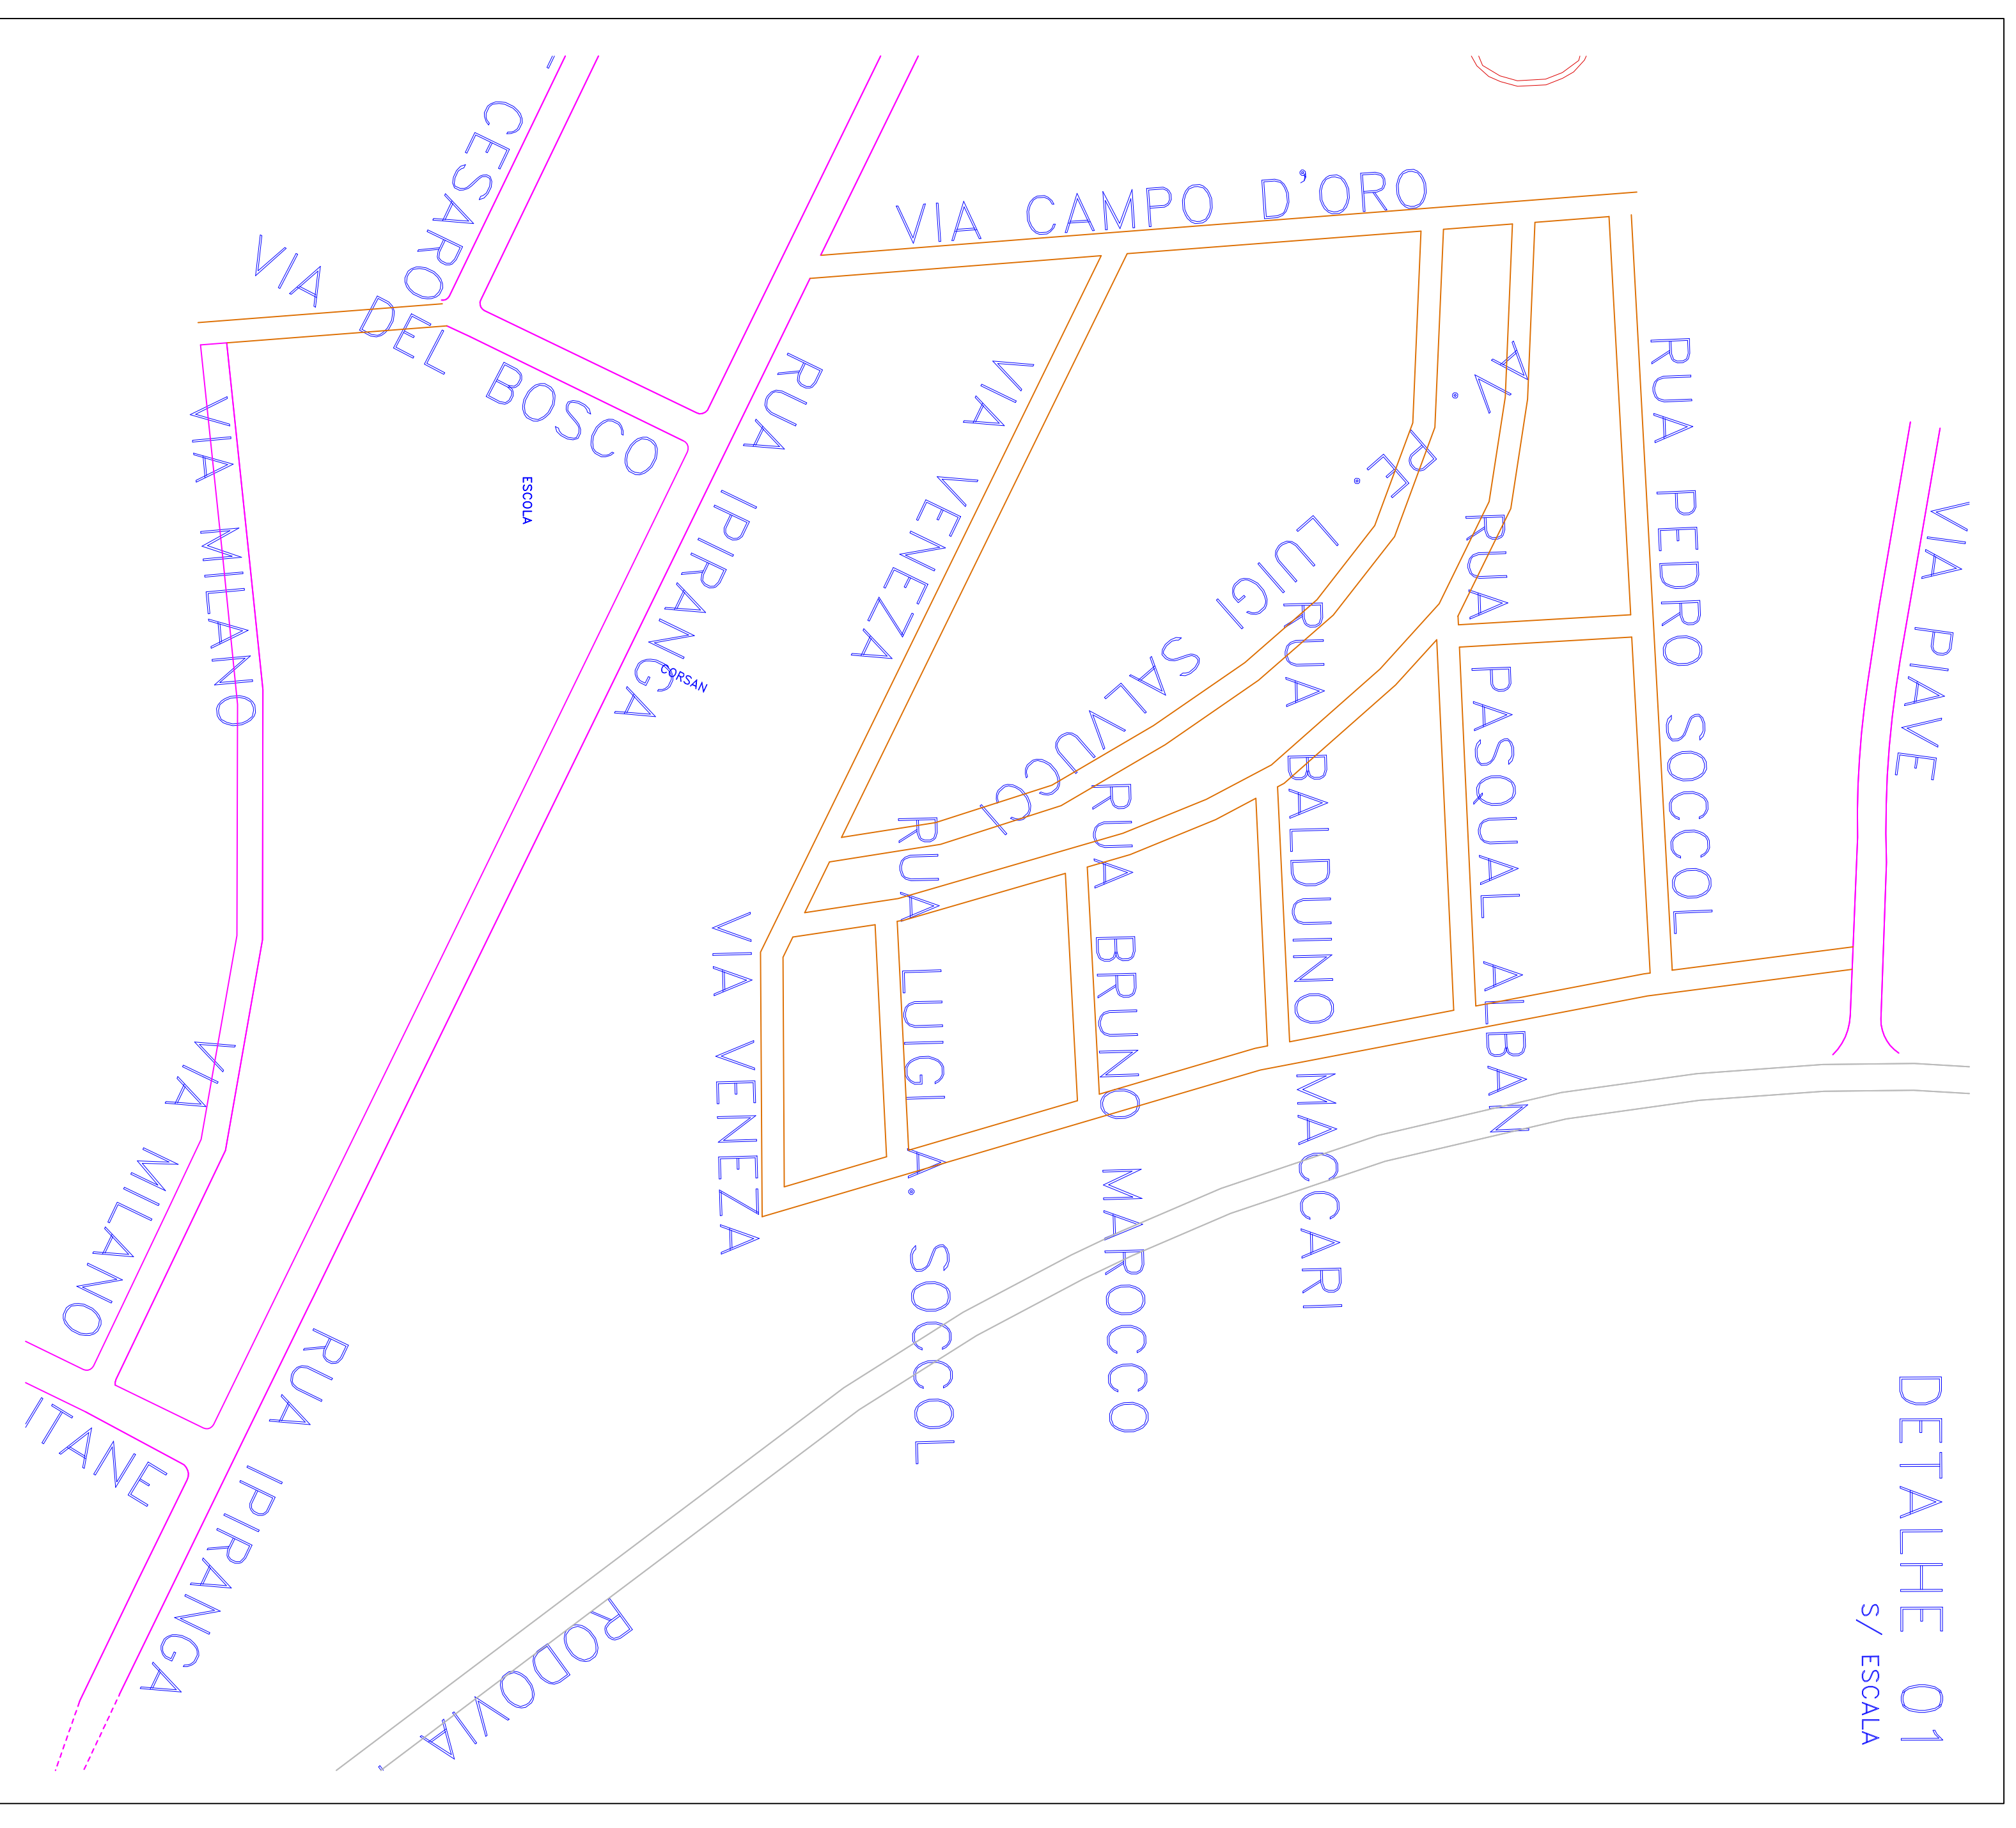 CESARO
VIA DEL BOSCO
VIA MILANO
ESCOLA
RUA IPIRANGA
CORSAN
VIA CAMPO D'ORO
VIA VENEZA
AV. PE. LUIGI SALVUCCI
RUA PEDRO SOCCOL
RUA PASQUAL ALBAN
RUA BALDUINO MACCARI
RUA BRUNO MAROCCO
RUA LUIGI A. SOCCOL
VIA VENEZA
VIA PIAVE
VIA MILANO
ITANE
RUA IPIRANGA
RODOVIA
DETALHE 01
S/ ESCALA